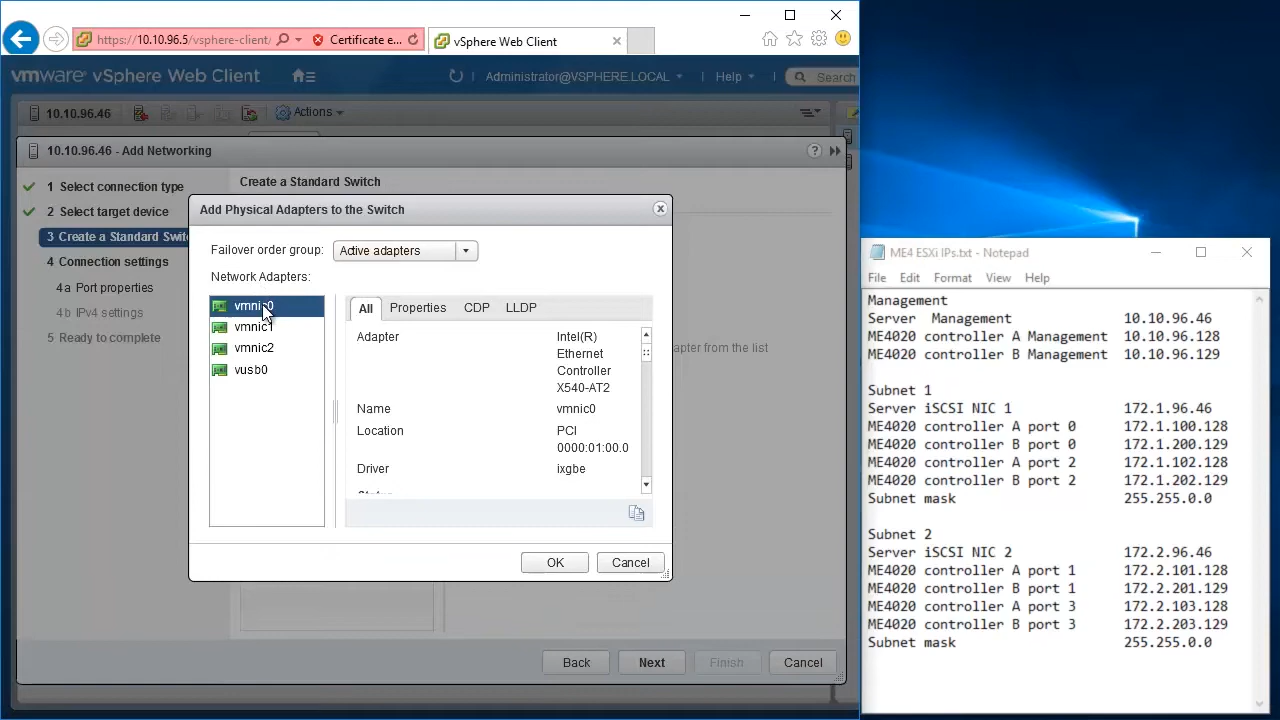 https://10.10.96.5/vsphere-client/
Certificate e...
vSphere Web Client
vmware vSphere Web Client
Administrator@VSPHERE.LOCAL
Help
Search
10.10.96.46
Actions
10.10.96.46 - Add Networking
1 Select connection type
2 Select target device
3 Create a Standard Swit
4 Connection settings
4a Port properties
4b IPv4 settings
5 Ready to complete
Create a Standard Switch
apter from the list
Add Physical Adapters to the Switch
Failover order group:
Active adapters
Network Adapters:
vmnic0
vmnic1
vmnic2
vusb0
All
Properties
CDP
LLDP
Adapter
Intel(R)
Ethernet
Controller
X540-AT2
Name
vmnic0
Location
PCI
0000:01:00.0
Driver
ixgbe
OK
Cancel
Back
Next
Finish
Cancel
ME4 ESXi IPs.txt - Notepad
File Edit Format View Help
Management
Server  Management 10.10.96.46
ME4020 controller A Management 10.10.96.128
ME4020 controller B Management 10.10.96.129
Subnet 1
Server iSCSI NIC 1 172.1.96.46
ME4020 controller A port 0 172.1.100.128
ME4020 controller B port 0 172.1.200.129
ME4020 controller A port 2 172.1.102.128
ME4020 controller B port 2 172.1.202.129
Subnet mask 255.255.0.0
Subnet 2
Server iSCSI NIC 2 172.2.96.46
ME4020 controller A port 1 172.2.101.128
ME4020 controller B port 1 172.2.201.129
ME4020 controller A port 3 172.2.103.128
ME4020 controller B port 3 172.2.203.129
Subnet mask 255.255.0.0